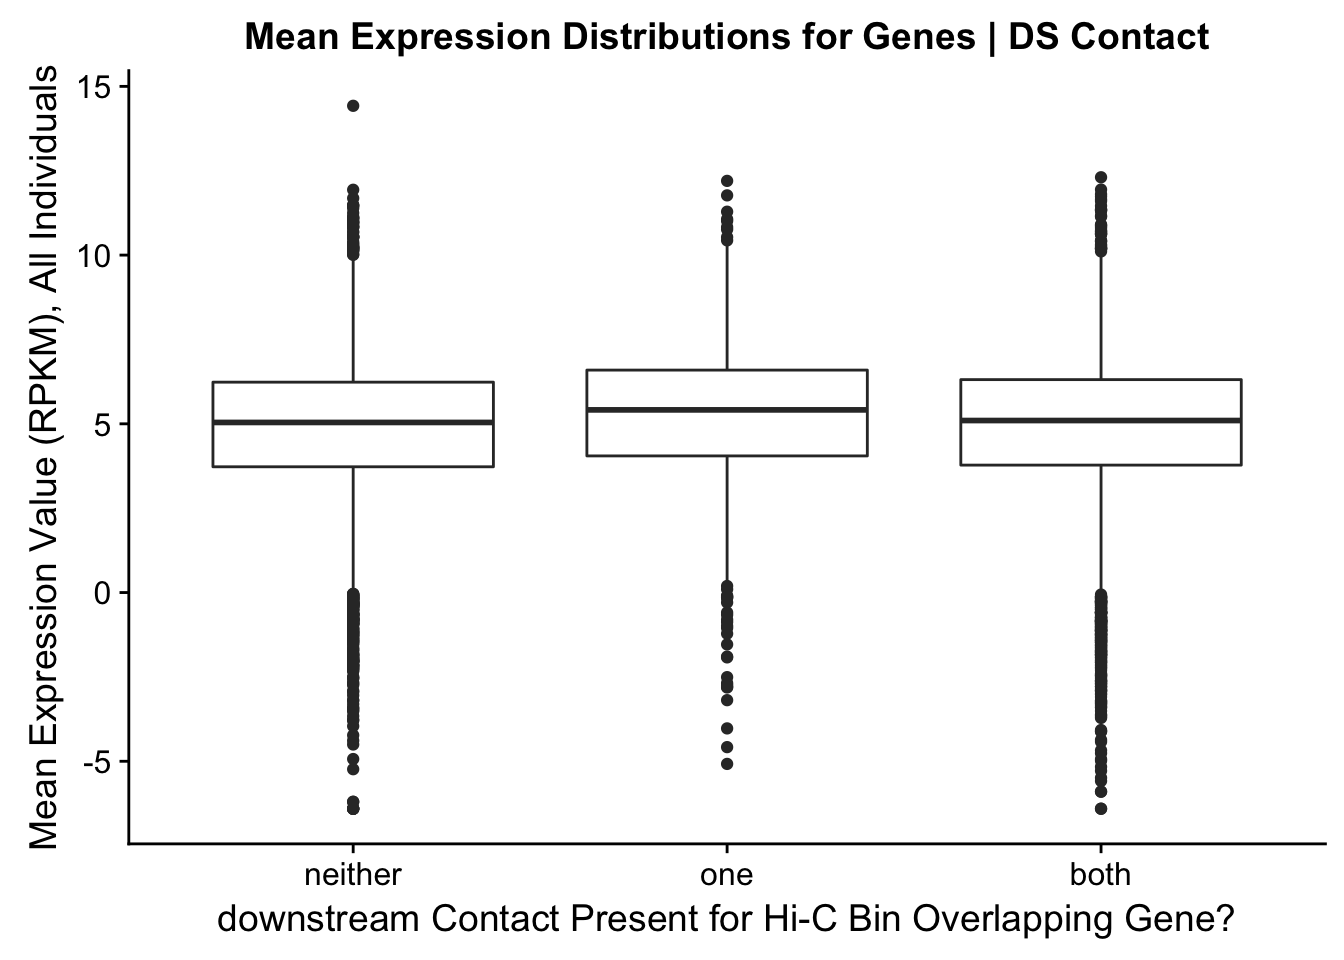 Mean Expression Distributions for Genes | DS Contact
Mean Expression Value (RPKM), All Individuals
15
10
5
0
-5
neither
one
both
downstream Contact Present for Hi-C Bin Overlapping Gene?